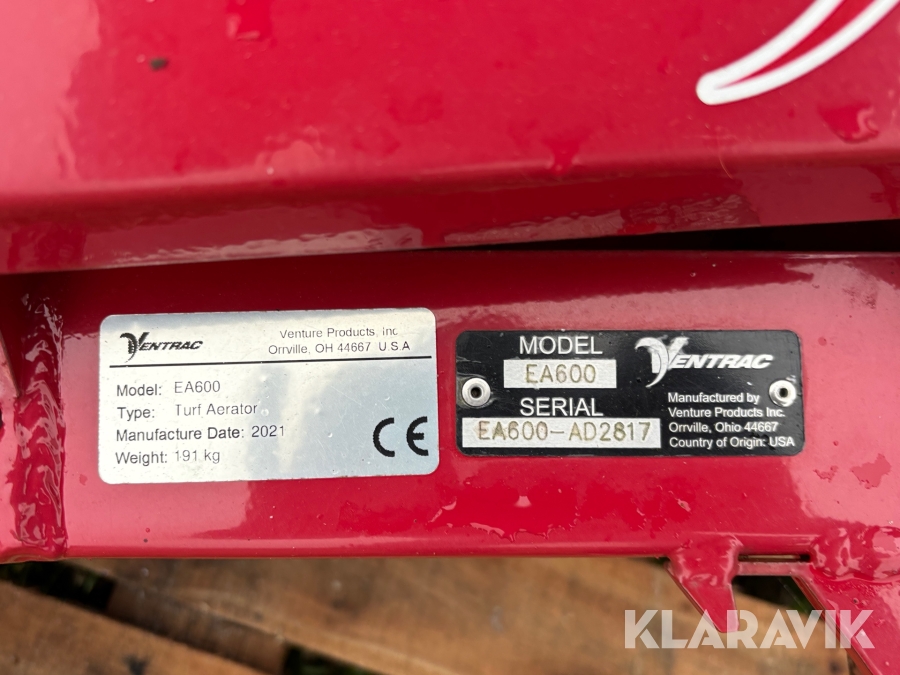 VENTRAC
Venture Products, Inc
Orrville, OH 44667 U.S.A
Model: EA600
Type: Turf Aerator
Manufacture Date: 2021
Weight: 191 kg
CE
MODEL
EA600
SERIAL
EA600-AD2817
VENTRAC
Manufactured by
Venture Products Inc.
Orrville, Ohio 44667
Country of Origin: USA
KLARAVIK